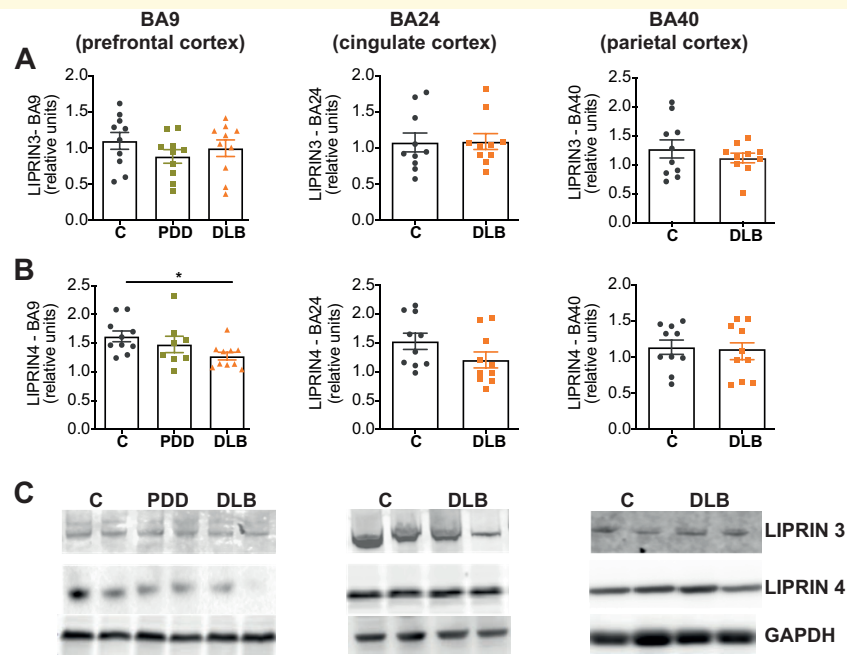 BA9
(prefrontal cortex)
BA24
(cingulate cortex)
BA40
(parietal cortex)
A
LIPRIN3- BA9
(relative units)
2.0
1.5
1.0
0.5
0.0
C PDD DLB
LIPRIN3 - BA24
(relative units)
2.0
1.5
1.0
0.5
0.0
C DLB
LIPRIN3 - BA40
(relative units)
2.5
2.0
1.5
1.0
0.5
0.0
C DLB
B
LIPRIN4 - BA9
(relative units)
2.5
2.0
1.5
1.0
0.5
0.0
*
C PDD DLB
LIPRIN4 - BA24
(relative units)
2.5
2.0
1.5
1.0
0.5
0.0
C DLB
LIPRIN4 - BA40
(relative units)
2.0
1.5
1.0
0.5
0.0
C DLB
C
C PDD DLB
C DLB
C DLB
LIPRIN 3
LIPRIN 4
GAPDH